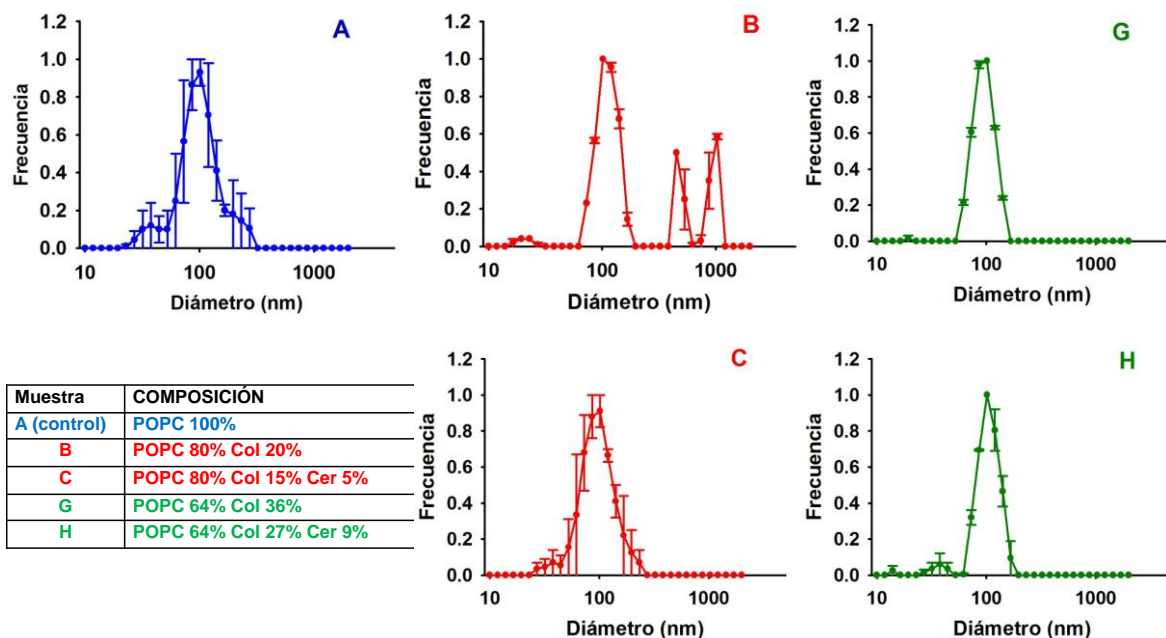 A
Frecuencia
1.2
1.0
0.8
0.6
0.4
0.2
0.0
10 100 1000
Diámetro (nm)
B
Frecuencia
1.2
1.0
0.8
0.6
0.4
0.2
0.0
10 100 1000
Diámetro (nm)
G
Frecuencia
1.2
1.0
0.8
0.6
0.4
0.2
0.0
10 100 1000
Diámetro (nm)
Muestra COMPOSICIÓN
A (control) POPC 100%
B POPC 80% Col 20%
C POPC 80% Col 15% Cer 5%
G POPC 64% Col 36%
H POPC 64% Col 27% Cer 9%
C
Frecuencia
1.2
1.0
0.8
0.6
0.4
0.2
0.0
10 100 1000
Diámetro (nm)
H
Frecuencia
1.2
1.0
0.8
0.6
0.4
0.2
0.0
10 100 1000
Diámetro (nm)